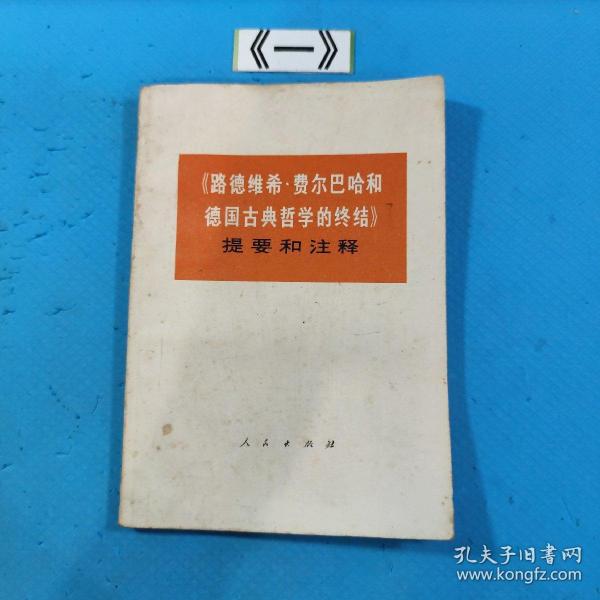 《一》
《路德维希·费尔巴哈和
德国古典哲学的终结》
提要和注释
人民出版社
孔夫子旧书网
www.kongfz.com